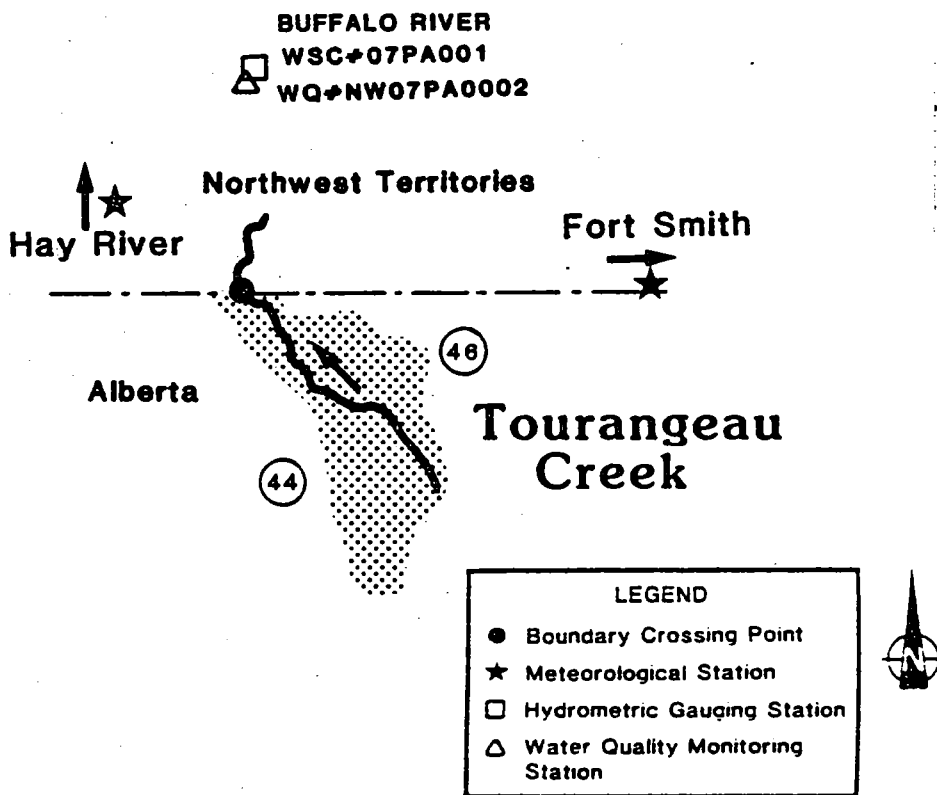 BUFFALO RIVER
WSC#07PA001
WQ#NW07PA0002
Northwest Territories
Hay River
Fort Smith
46
Alberta
Tourangeau
Creek
44
LEGEND
Boundary Crossing Point
Meteorological Station
Hydrometric Gauging Station
Water Quality Monitoring
Station
N